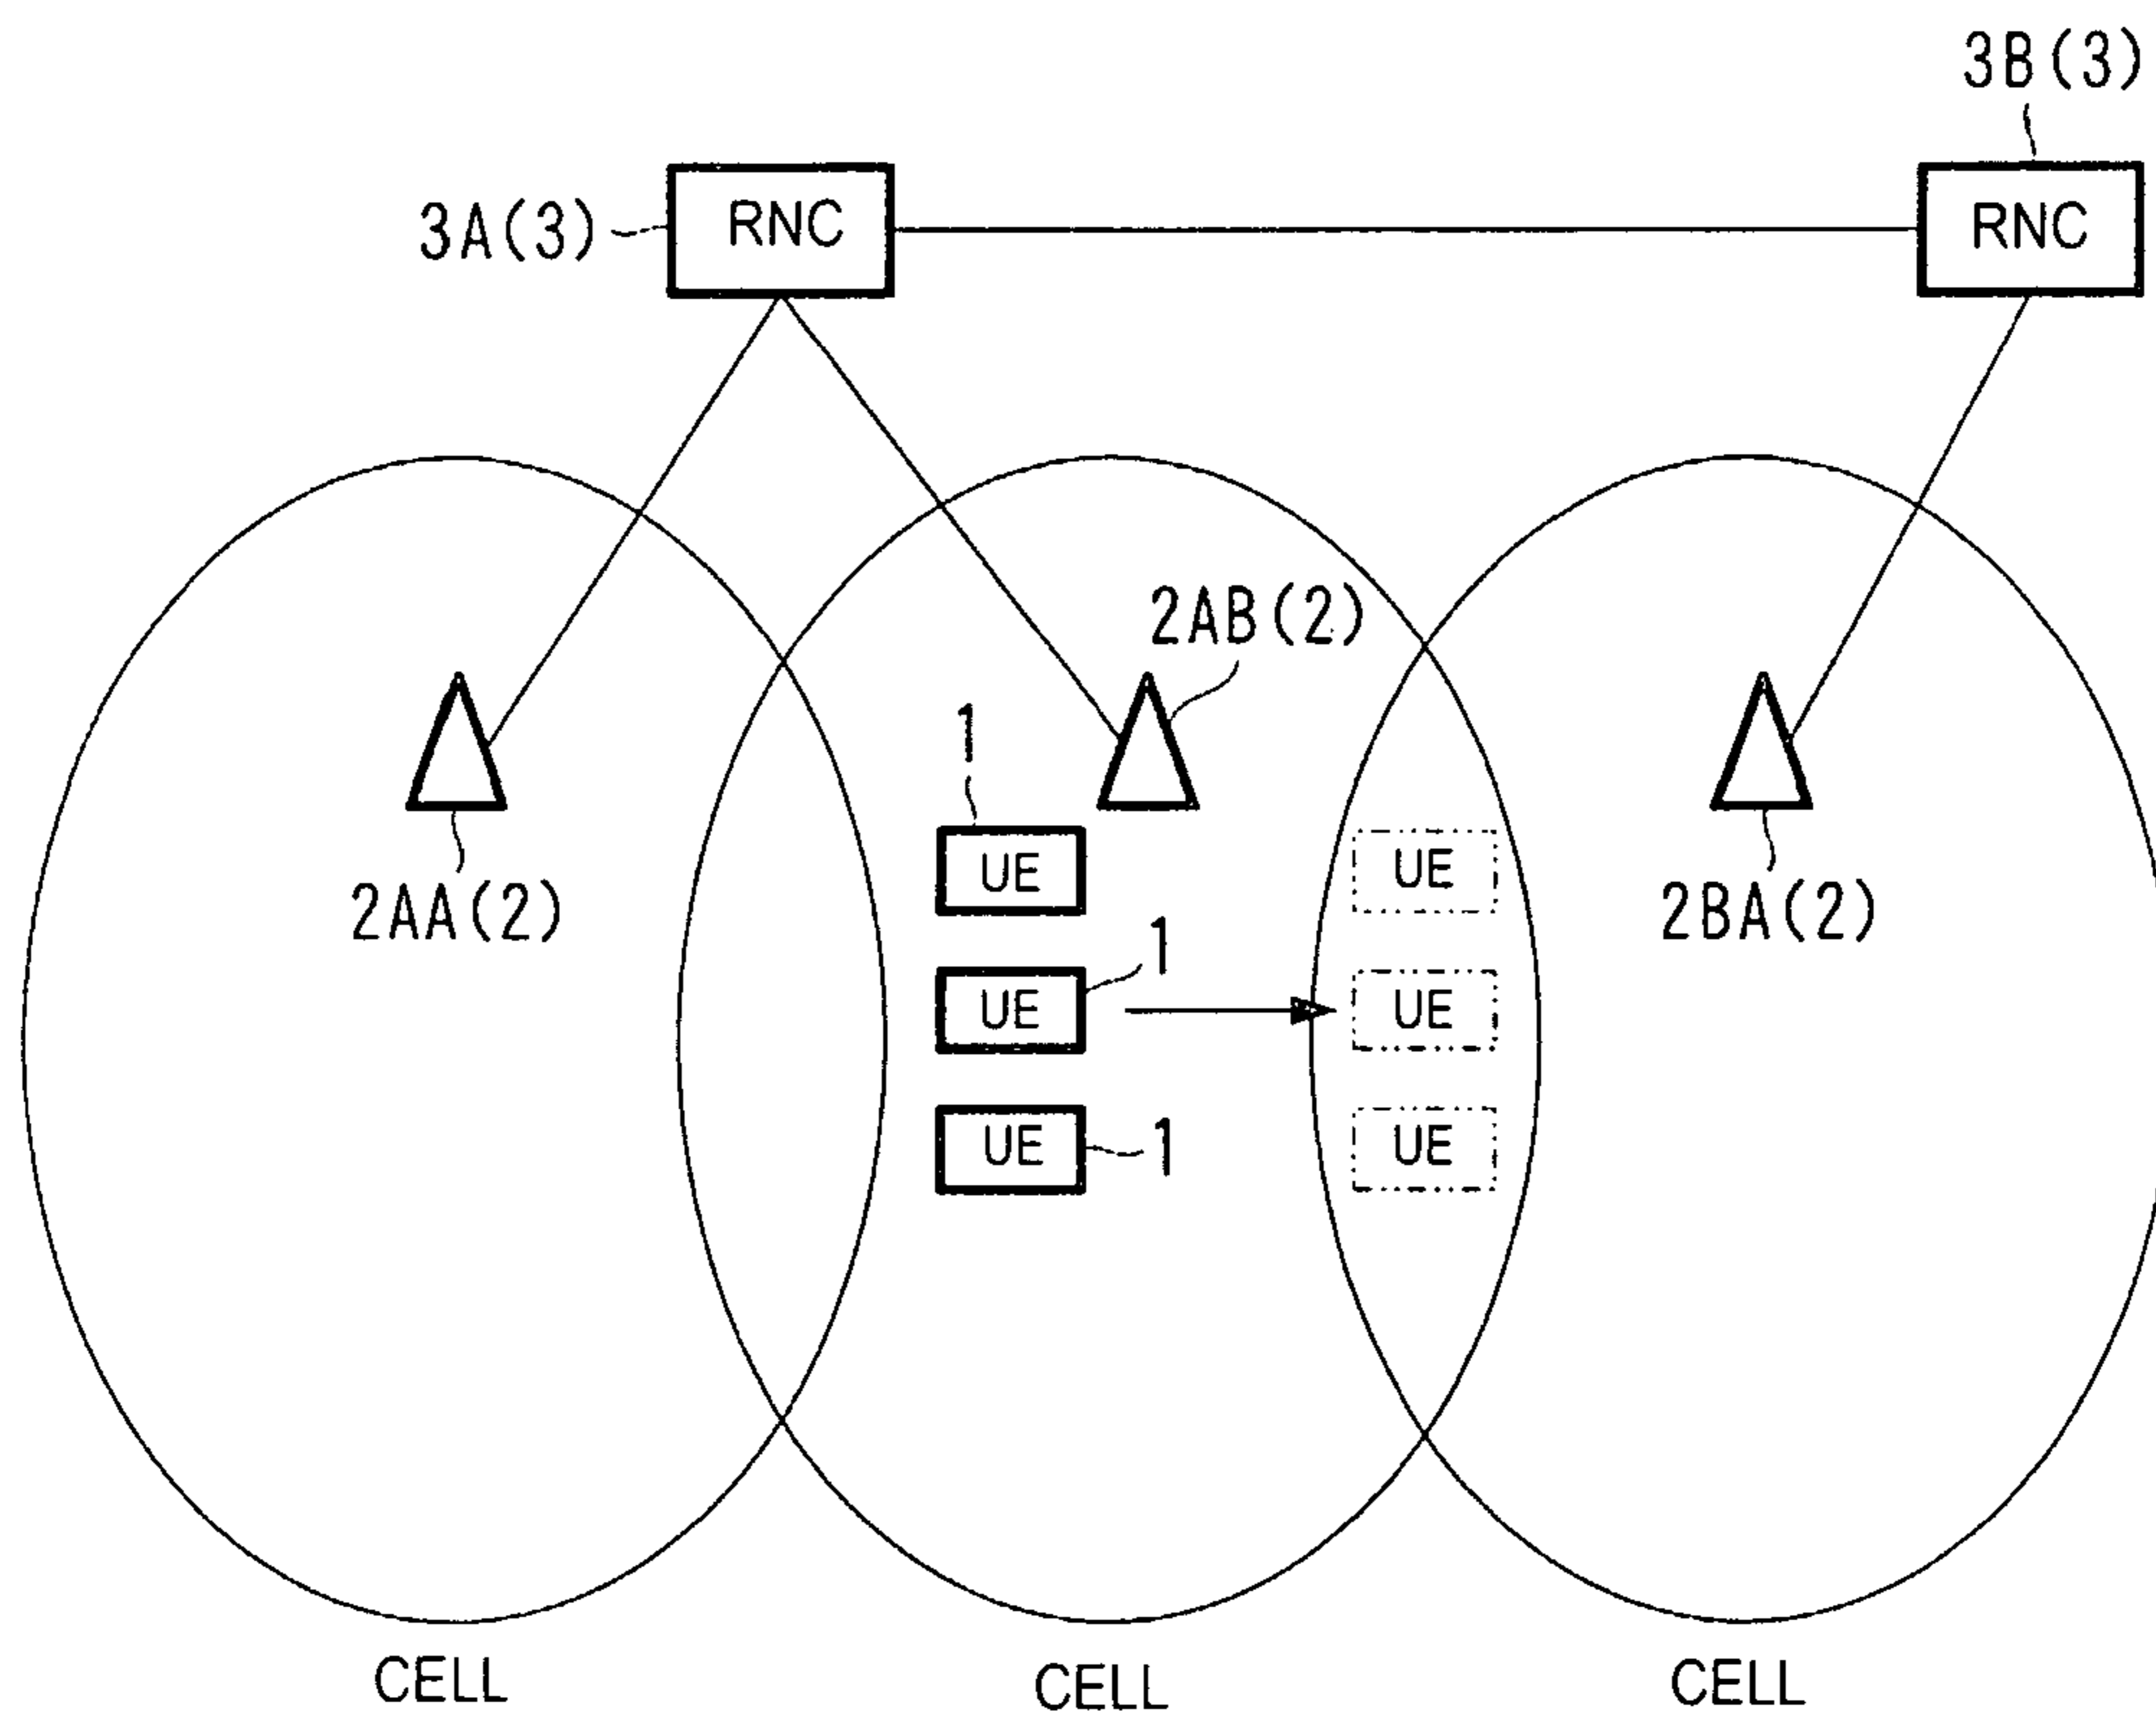 3B(3)
3A(3)
RNC
RNC
2AB(2)
1
UE
UE
2AA(2)
2BA(2)
1
UE
UE
UE
1
UE
CELL
CELL
CELL